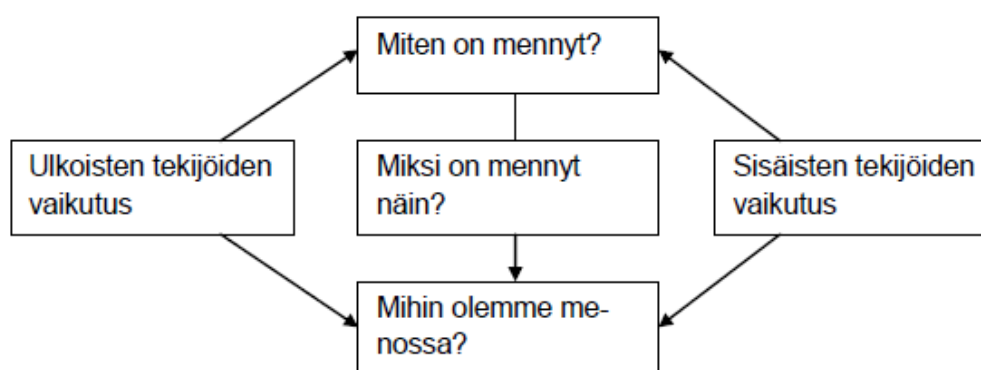 Miten on mennyt?
Ulkoisten tekijöiden
vaikutus
Miksi on mennyt
näin?
Sisäisten tekijöiden
vaikutus
Mihin olemme me-
nossa?